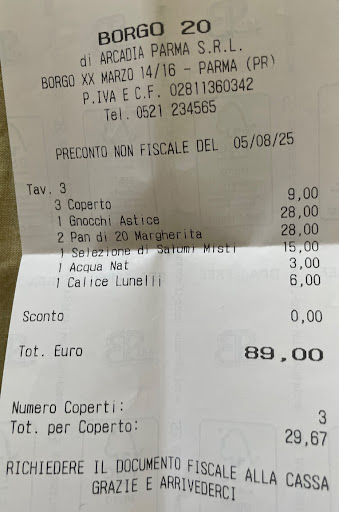 BORGO 20
di ARCADIA PARMA S.R.L.
BORGO XX MARZO 14/16 - PARMA (PR)
P.IVA E C.F. 02811360342
Tel. 0521 234565
PRECONTO NON FISCALE DEL 05/08/25
Tav. 3
3 Coperto 9,00
1 Gnocchi Astice 28,00
2 Pan di 20 Margherita 28,00
1 Selezione di Salumi Misti 15,00
1 Acqua Nat 3,00
1 Calice Lunelli 6,00
Sconto 0,00
Tot. Euro 89,00
Numero Coperti: 3
Tot. per Coperto: 29,67
RICHIEDERE IL DOCUMENTO FISCALE ALLA CASSA
GRAZIE E ARRIVEDERCI